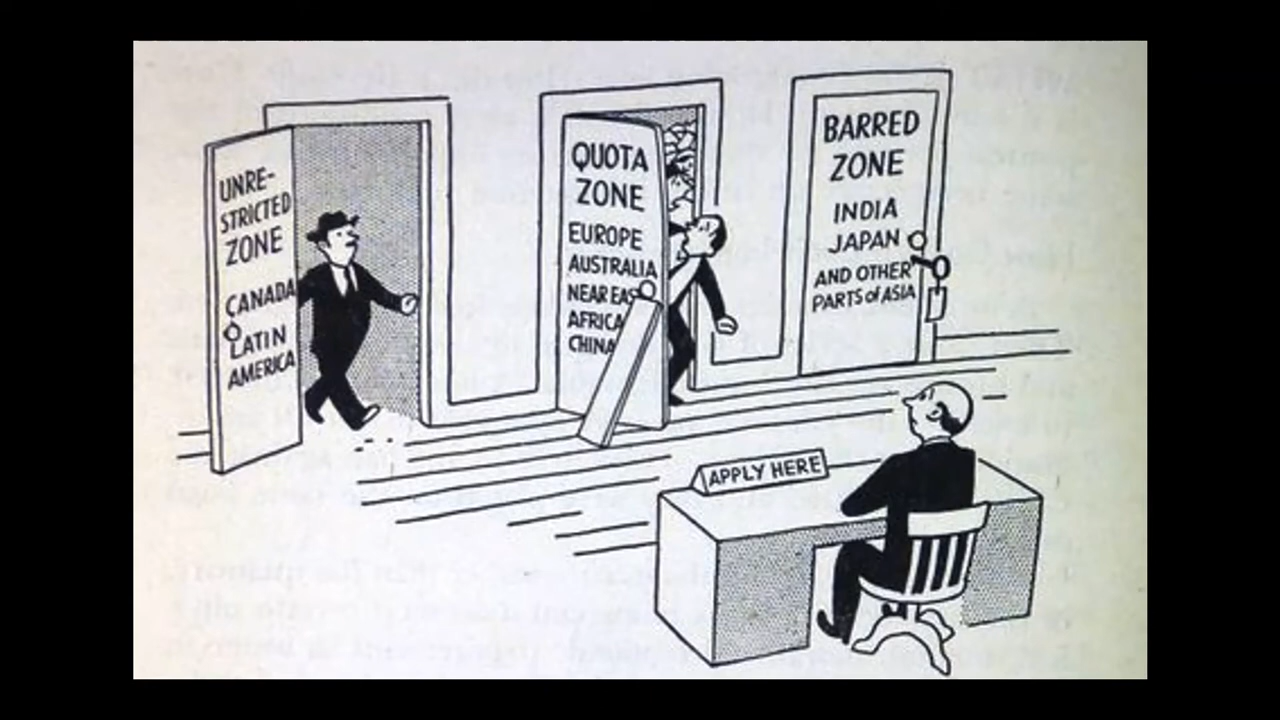 UNRE-
STRICTED
ZONE
CANADA
LATIN
AMERICA
QUOTA
ZONE
EUROPE
AUSTRALIA
NEAR EAS
AFRICA
CHINA
BARRED
ZONE
INDIA
JAPAN
AND OTHER
PARTS of ASIA
APPLY HERE